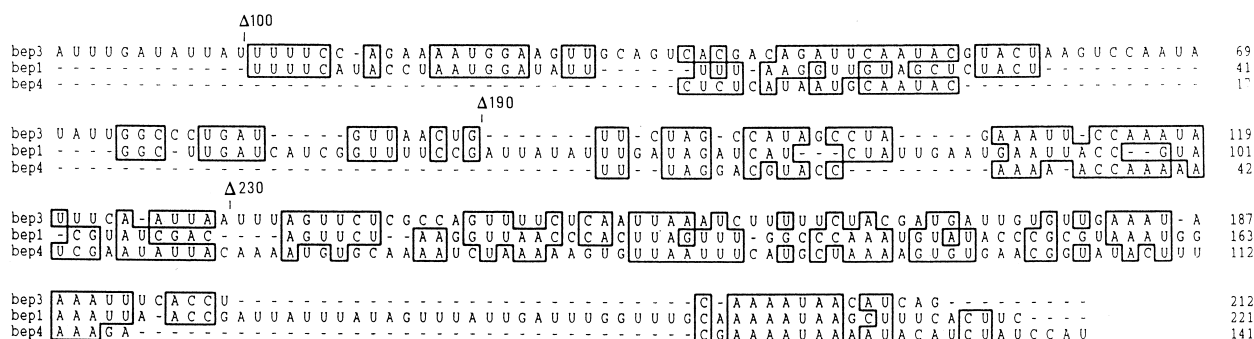 Δ100
bep3 A U U U G A U A U U A U U U U U C - A G A A A A U G G A A G U U G C A G U C A C G A C A G A U U C A A U A C G U A C U A A G U C C A A U A 69
bep1 - - - - - - - - - - - - U U U U C A U A C C U A A U G G A U A U U - - - - - - U U U - A A G G U U G U A G C U C U A C U - - - - - - - - - - 41
bep4 - - - - - - - - - - - - - - - - - - - - - - - - - - - - - - - - - - - - - - C U C U C A U A A U G C A A U A C - - - - - - - - - - - - - - - 17
Δ190
bep3 U A U U G G C C C U G A U - - - - - G U U A A C U G - - - - - - - U U - C U A G - C C A U A G C C U A - - - - - - G A A A U U - C C A A A U A 119
bep1 - - - - G G C - U U G A U C A U C G G U U U U C C G A U U A U A U U U G A U A G A U C A U - - - C U A U U G A A U G A A U U A C C - - G U A 101
bep4 - - - - - - - - - - - - - - - - - - - - - - - - - - - - - - - - - U U - - U A G G A C G U A C C - - - - - - - - - A A A A - A C C A A A A A 42
Δ230
bep3 U U U C A - A U U A A U U U A G U U C U C G C C A G U U U U C U C A A U U A A A U C U U U U U C U A C G A U G A U U G U G U U G A A A U - A 187
bep1 - C G U A U C G A C - - - - A G U U C U - - A A G G U U A A C C C A C U U A G U U U - G G C C C A A A U G U A U A C C C G C G U A A A U G G 163
bep4 U C G A A U A U U A C A A A A U G U G C A A A A U C U A A A A A G U G U U A A U U U C A U G C U A A A A G U G U G A A C G G U A U A C U U U 112
bep3 A A A U U U C A C C U - - - - - - - - - - - - - - - - - - - - - - - - - - - - C - A A A A U A A C A U C A G - - - - - - - - 212
bep1 A A A U U A - A C C G A U U A U U U A U A G U U U A U U G A U U U G G U U U G C A A A A A U A A G C U U U C A C U U C - - - - 221
bep4 A A A G A - - - - - - - - - - - - - - - - - - - - - - - - - - - - - - - - - - C G A A A A U A A A A U A C A U C U A U C C A U 141